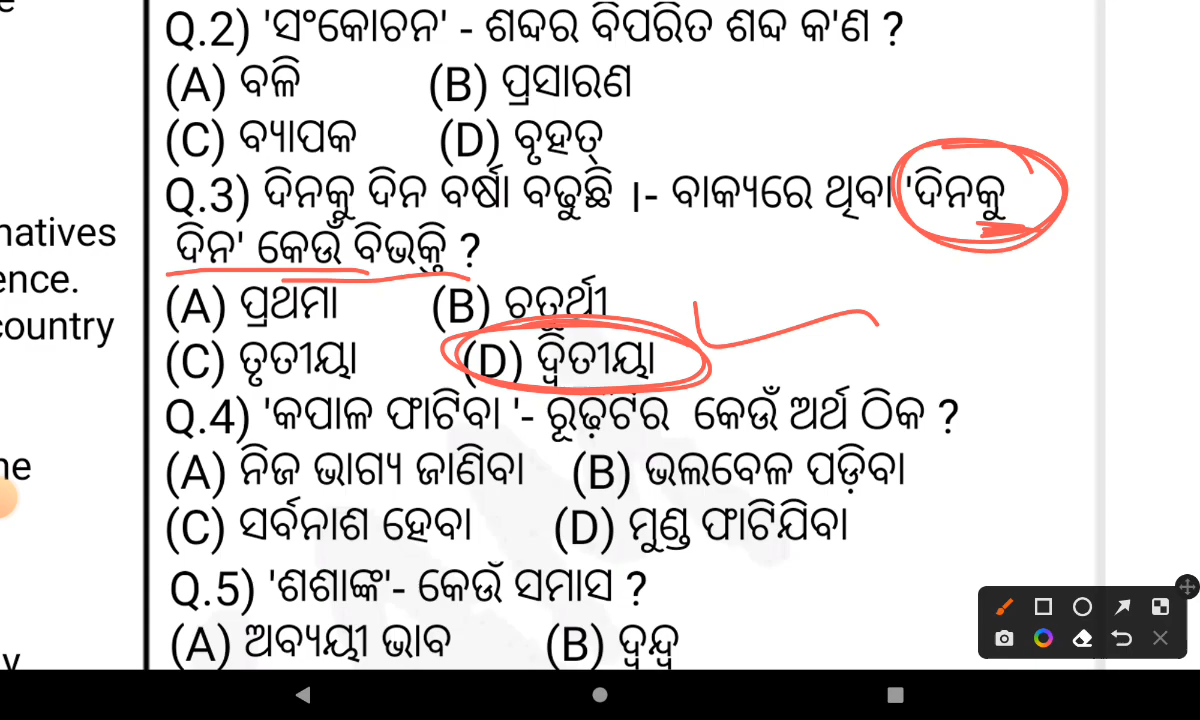 Q.2) 'ସଂକୋଚନ' - ଶବ୍ଦର ବିପରିତ ଶବ୍ଦ କ'ଣ ?
(A) ବଳି (B) ପ୍ରସାରଣ
(C) ବ୍ୟାପକ (D) ବୃହତ୍
Q.3) ଦିନକୁ ଦିନ ବର୍ଷା ବଢୁଛି ।- ବାକ୍ୟରେ ଥିବା 'ଦିନକୁ
ଦିନ' କେଉଁ ବିଭକ୍ତି ?
natives
ence.
(A) ପ୍ରଥମା (B) ଚତୁର୍ଥୀ
country
(C) ତୃତୀୟା (D) ଦ୍ୱିତୀୟା
Q.4) 'କପାଳ ଫାଟିବା '- ରୂଢ଼ିଟିର କେଉଁ ଅର୍ଥ ଠିକ ?
(A) ନିଜ ଭାଗ୍ୟ ଜାଣିବା (B) ଭଲବେଳ ପଡ଼ିବା
(C) ସର୍ବନାଶ ହେବା (D) ମୁଣ୍ଡ ଫାଟିଯିବା
Q.5) 'ଶଶାଙ୍କ'- କେଉଁ ସମାସ ?
(A) ଅବ୍ୟୟୀ ଭାବ (B) ଦ୍ୱନ୍ଦ୍ୱ